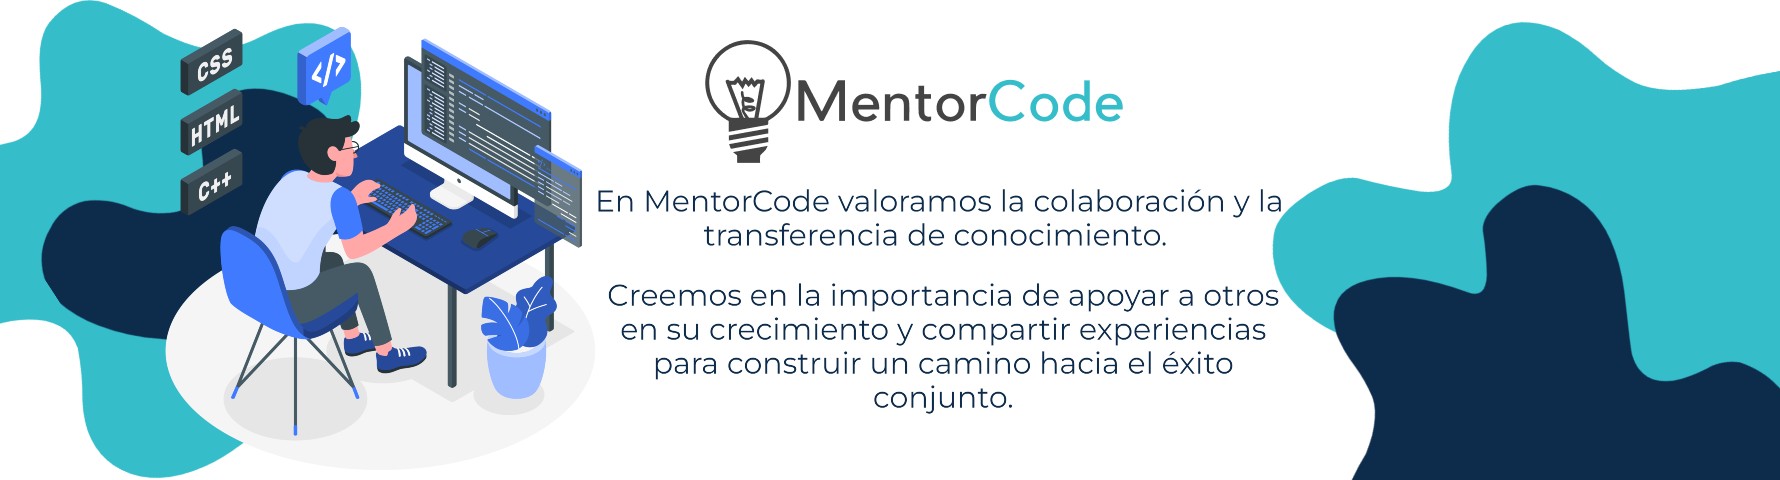 CSS
</>
HTML
C++
MentorCode
En MentorCode valoramos la colaboración y la
transferencia de conocimiento.
Creemos en la importancia de apoyar a otros
en su crecimiento y compartir experiencias
para construir un camino hacia el éxito
conjunto.